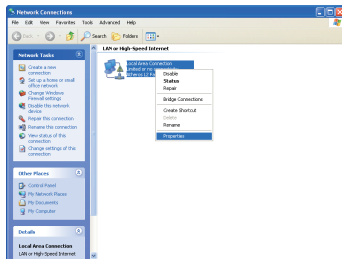 Network Connections
File Edit View Favorites Tools Advanced Help
Back Search Folders
Network Tasks
Create a new connection
Set up a home or small office network
Change Windows Firewall settings
Disable this network device
Repair this connection
Rename this connection
View status of this connection
Change settings of this connection
Other Places
Control Panel
My Network Places
My Documents
My Computer
Details
Local Area Connection
LAN or High-Speed Internet
LAN or High-Speed Internet
Local Area Connection
Limited or no
Atheros L2 Fa
Disable
Status
Repair
Bridge Connections
Create Shortcut
Delete
Rename
Properties